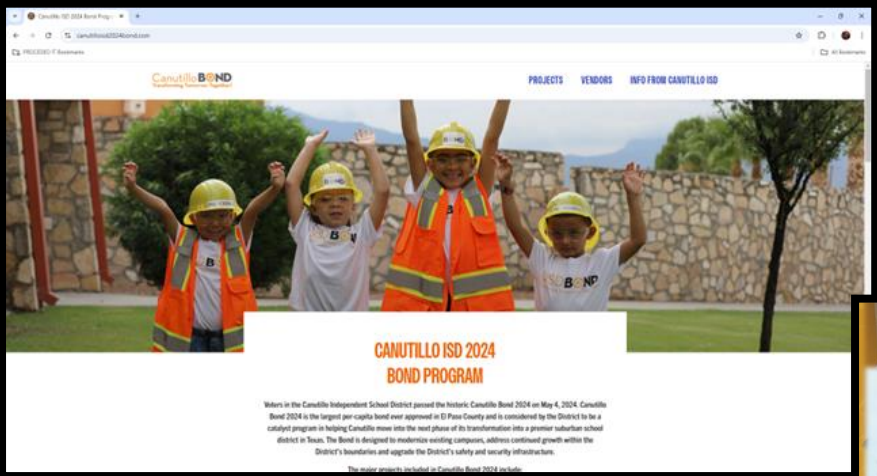 Canutillo ISD 2024 Bond Prog
canutilloisd2024bond.com
All Bookmarks
Canutillo BOND
Transforming Tomorrow Together!
PROJECTS VENDORS INFO FROM CANUTILLO ISD
BOND
CANUTILLO ISD 2024
BOND PROGRAM
Voters in the Canutillo Independent School District passed the historic Canutillo Bond 2024 on May 4, 2024. Canutillo
Bond 2024 is the largest per-capita bond ever approved in El Paso County and is considered by the District to be a
catalyst program in helping Canutillo move into the next phase of its transformation into a premier suburban school
district in Texas. The Bond is designed to modernize existing campuses, address continued growth within the
District's boundaries and upgrade the District's safety and security infrastructure.
The major projects included in Canutillo Bond 2024 include: